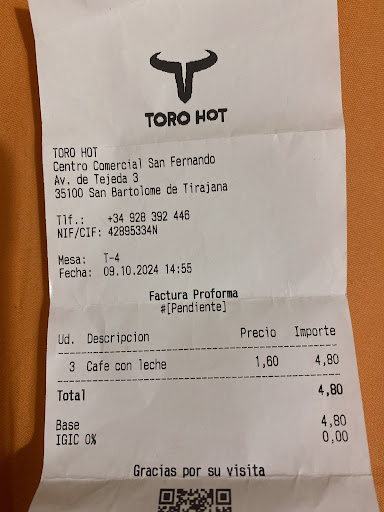 TORO HOT
TORO HOT
Centro Comercial San Fernando
Av. de Tejeda 3
35100 San Bartolome de Tirajana
Tlf.: +34 928 392 446
NIF/CIF: 42895334N
Mesa: T-4
Fecha: 09.10.2024 14:55
Factura Proforma
#[Pendiente]
Ud. Descripcion Precio Importe
3 Cafe con leche 1,60 4,80
Total 4,80
Base 4,80
IGIC 0% 0,00
Gracias por su visita